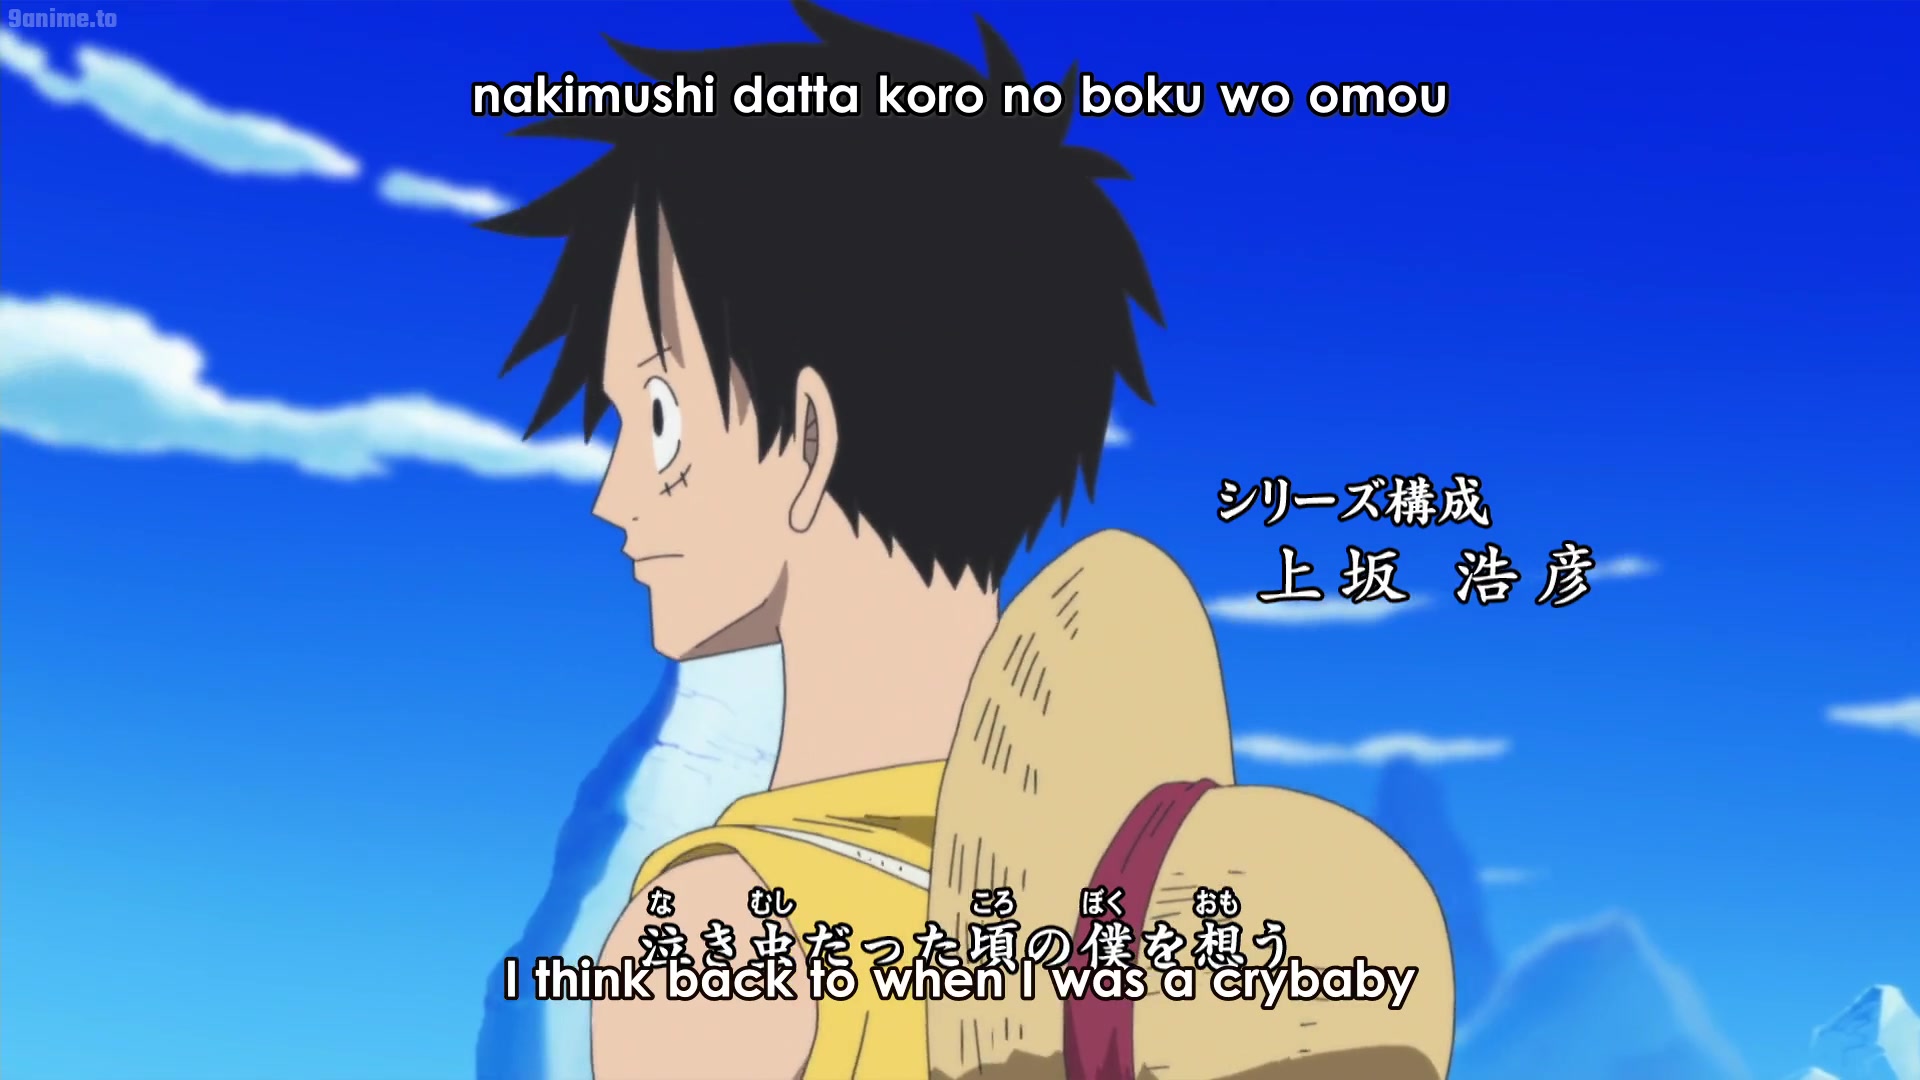 9anime.to
nakimushi datta koro no boku wo omou
シリーズ構成
上坂 浩彦
な むし ころ ぼく おも
泣き虫だった頃の僕を想う
I think back to when I was a crybaby